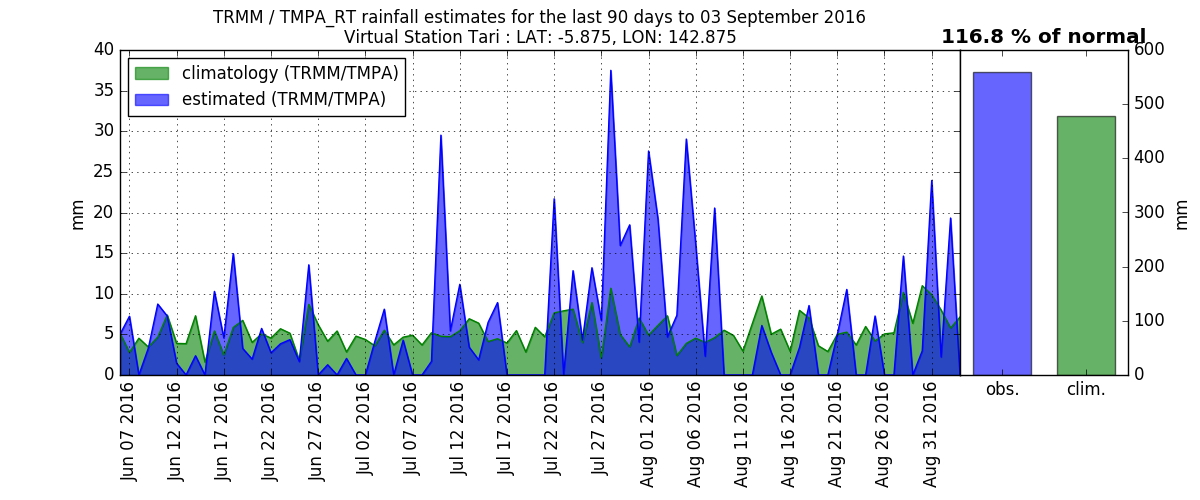 TRMM / TMPA_RT rainfall estimates for the last 90 days to 03 September 2016
Virtual Station Tari : LAT: -5.875, LON: 142.875
116.8 % of normal
climatology (TRMM/TMPA)
estimated (TRMM/TMPA)
mm
40
35
30
25
20
15
10
5
0
Jun 07 2016
Jun 12 2016
Jun 17 2016
Jun 22 2016
Jun 27 2016
Jul 02 2016
Jul 07 2016
Jul 12 2016
Jul 17 2016
Jul 22 2016
Jul 27 2016
Aug 01 2016
Aug 06 2016
Aug 11 2016
Aug 16 2016
Aug 21 2016
Aug 26 2016
Aug 31 2016
obs.
clim.
600
500
400
300
200
100
0
mm